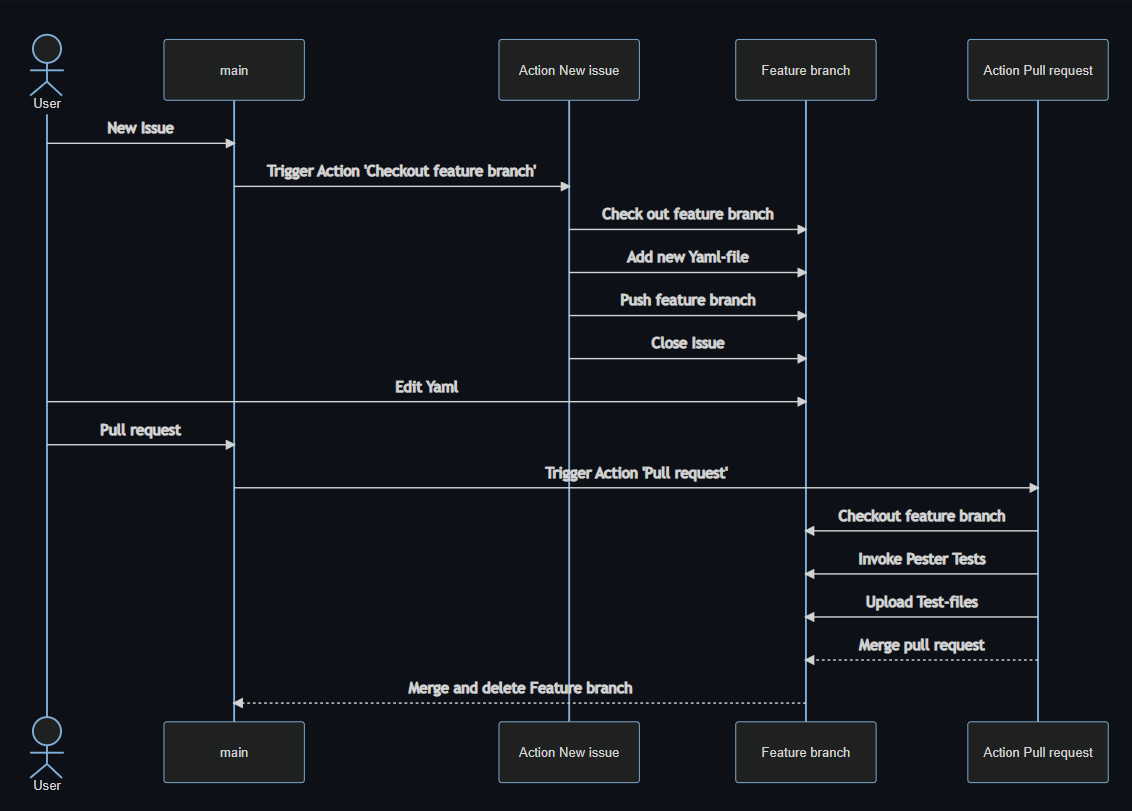 User
main
Action New issue
Feature branch
Action Pull request
New Issue
Trigger Action 'Checkout feature branch'
Check out feature branch
Add new Yaml-file
Push feature branch
Close Issue
Edit Yaml
Pull request
Trigger Action 'Pull request'
Checkout feature branch
Invoke Pester Tests
Upload Test-files
Merge pull request
Merge and delete Feature branch
User
main
Action New issue
Feature branch
Action Pull request